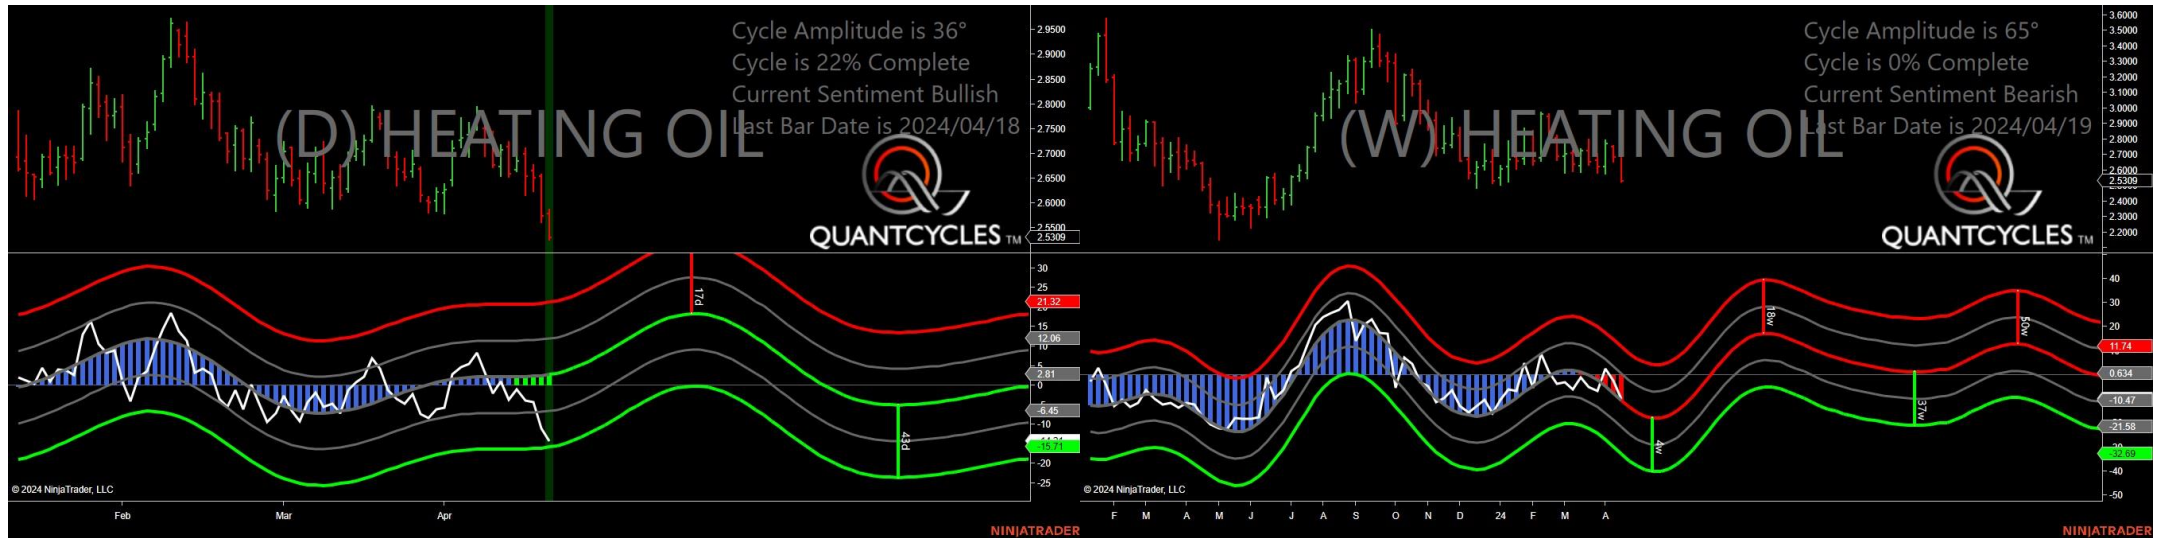 Cycle Amplitude is 36°
Cycle is 22% Complete
Current Sentiment Bullish
Last Bar Date is 2024/04/18
(D) HEATING OIL
QUANTCYCLES TM
2.9500
2.9000
2.8500
2.8000
2.7500
2.7000
2.6500
2.6000
2.5500
2.5309
30
25
21.32
15
12.06
10
5
2.81
0
-6.45
-10
-15.71
-20
-25
17d
43d
© 2024 NinjaTrader, LLC
Feb Mar Apr
NINJATRADER
Cycle Amplitude is 65°
Cycle is 0% Complete
Current Sentiment Bearish
Last Bar Date is 2024/04/19
(W) HEATING OIL
QUANTCYCLES TM
3.6000
3.5000
3.4000
3.3000
3.2000
3.1000
3.0000
2.9000
2.8000
2.7000
2.6000
2.5309
2.4000
2.3000
2.2000
40
30
20
11.74
0.634
-10.47
-21.58
-32.69
-40
-50
18w
50w
37w
4w
© 2024 NinjaTrader, LLC
F M A M J J A S O N D 24 F M A
NINJATRADER